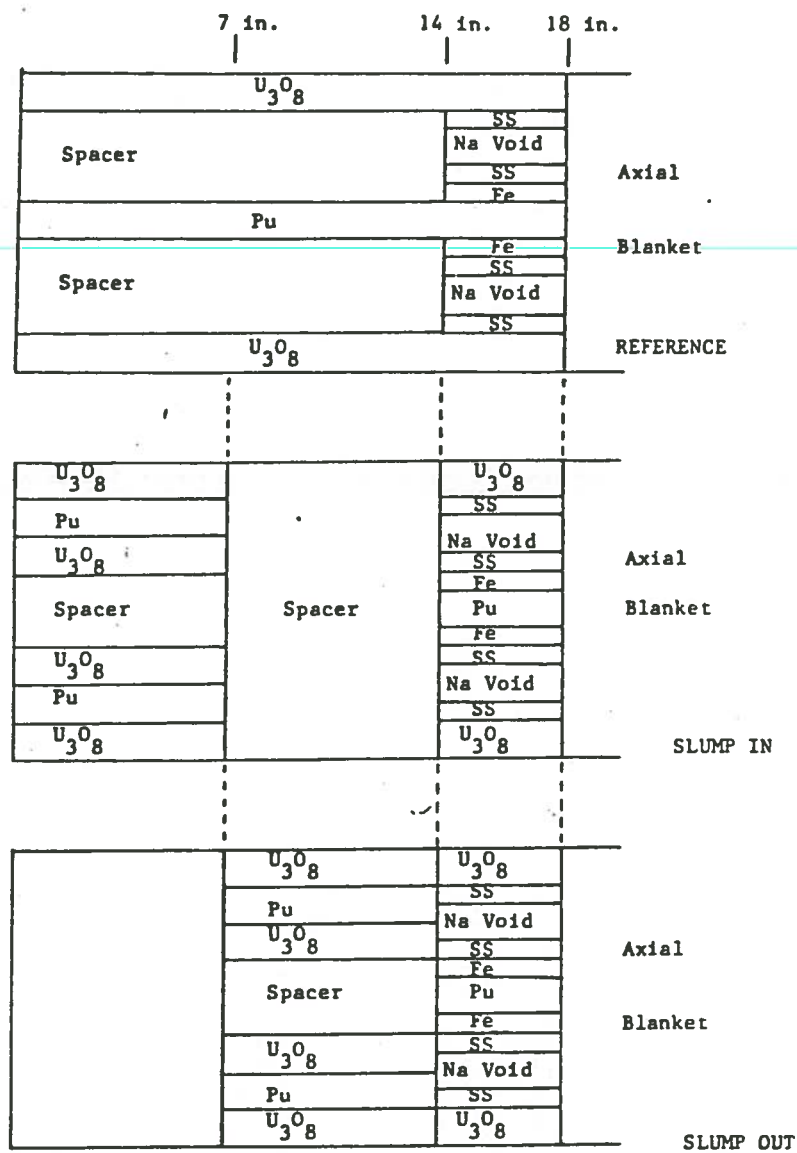 7 in. 14 in. 18 in.
U3O8
SS
Spacer Na Void
SS Axial
Fe
Pu
Fe Blanket
SS
Spacer Na Void
SS
U3O8 REFERENCE
U3O8 U3O8
SS
Pu
Na Void
U3O8 SS Axial
Fe
Spacer Spacer Pu Blanket
Fe
U3O8 SS
Pu Na Void
SS
U3O8 U3O8
SLUMP IN
U3O8 U3O8
SS
Pu Na Void
U3O8 SS Axial
Fe
Spacer Pu
Fe Blanket
U3O8 SS
Na Void
Pu SS
U3O8 U3O8
SLUMP OUT